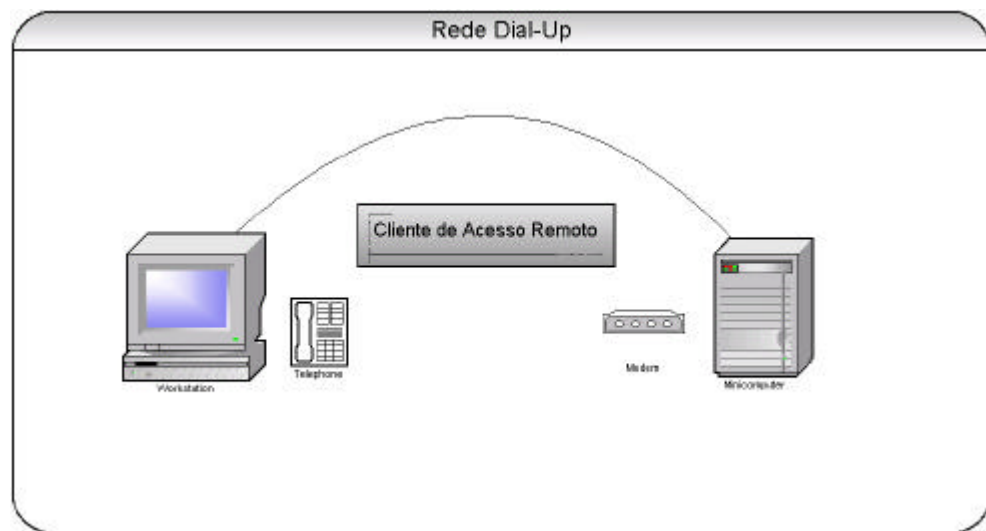 Rede Dial-Up
Cliente de Acesso Remoto
Telephone
Modem
Workstation
Minicomputer